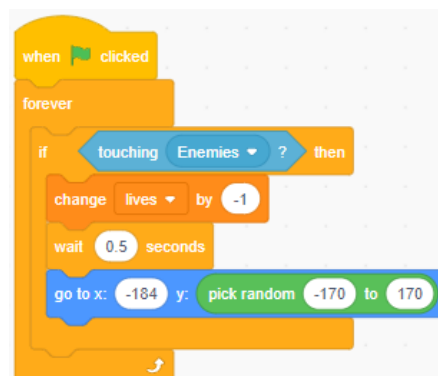 when clicked
forever
if touching Enemies ? then
change lives by -1
wait 0.5 seconds
go to x: -184 y: pick random -170 to 170